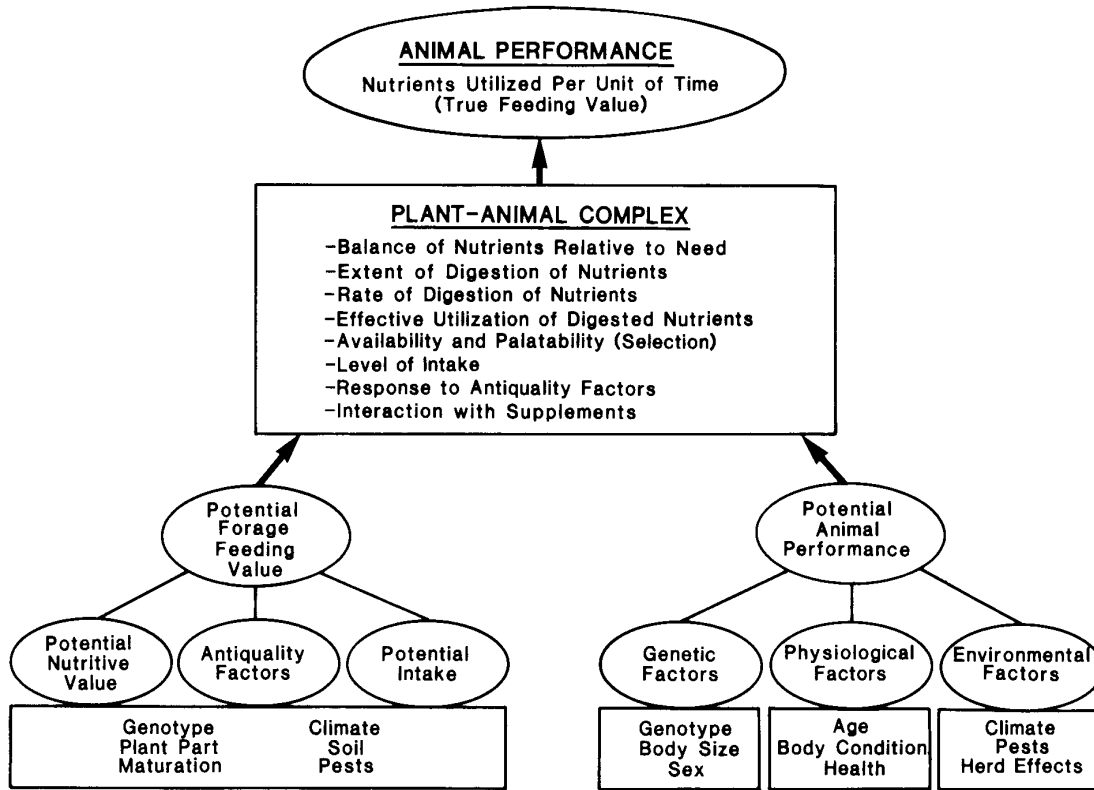 ANIMAL PERFORMANCE
Nutrients Utilized Per Unit of Time
(True Feeding Value)
PLANT-ANIMAL COMPLEX
-Balance of Nutrients Relative to Need
-Extent of Digestion of Nutrients
-Rate of Digestion of Nutrients
-Effective Utilization of Digested Nutrients
-Availability and Palatability (Selection)
-Level of Intake
-Response to Antiquality Factors
-Interaction with Supplements
Potential
Forage
Feeding
Value
Potential
Animal
Performance
Potential
Nutritive
Value
Antiquality
Factors
Potential
Intake
Genetic
Factors
Physiological
Factors
Environmental
Factors
Genotype
Plant Part
Maturation
Climate
Soil
Pests
Genotype
Body Size
Sex
Age
Body Condition
Health
Climate
Pests
Herd Effects